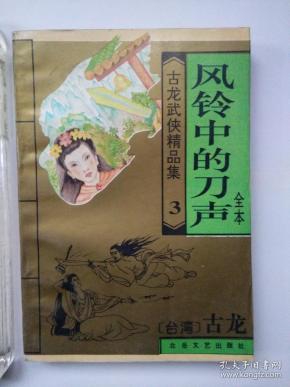 风铃中的刀声
全本
《古龙武侠精品集3》
〔台湾〕古龙
北岳文艺出版社